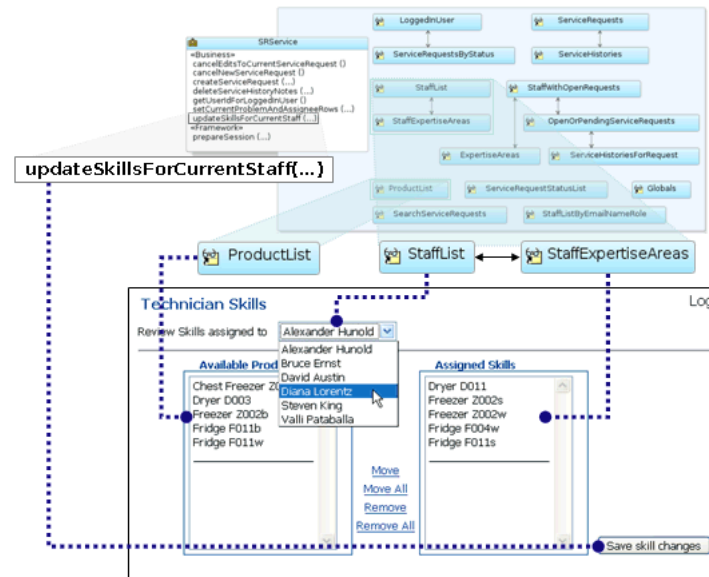 LoggedInUser
ServiceRequests
SRService
«Business»
cancelEditsToCurrentServiceRequest ()
cancelNewServiceRequest ()
createServiceRequest (...)
deleteServiceHistoryNotes (...)
getUserIdForLoggedInUser ()
setCurrentProblemAndAssigneeRows (...)
updateSkillsForCurrentStaff (...)
«Framework»
prepareSession (...)
ServiceRequestsByStatus
ServiceHistories
StaffList
StaffWithOpenRequests
StaffExpertiseAreas
OpenOrPendingServiceRequests
ExpertiseAreas
ServiceHistoriesForRequest
ProductList
ServiceRequestStatusList
Globals
SearchServiceRequests
StaffListByEmailNameRole
updateSkillsForCurrentStaff(...)
ProductList
StaffList
StaffExpertiseAreas
Technician Skills
Log
Review Skills assigned to
Alexander Hunold
Alexander Hunold
Bruce Ernst
David Austin
Diana Lorentz
Steven King
Valli Pataballa
Available Prod
Chest Freezer Z0
Dryer D003
Freezer Z002b
Fridge F011b
Fridge F011w
Assigned Skills
Dryer D011
Freezer Z002s
Freezer Z002w
Fridge F004w
Fridge F011s
Move
Move All
Remove
Remove All
Save skill changes